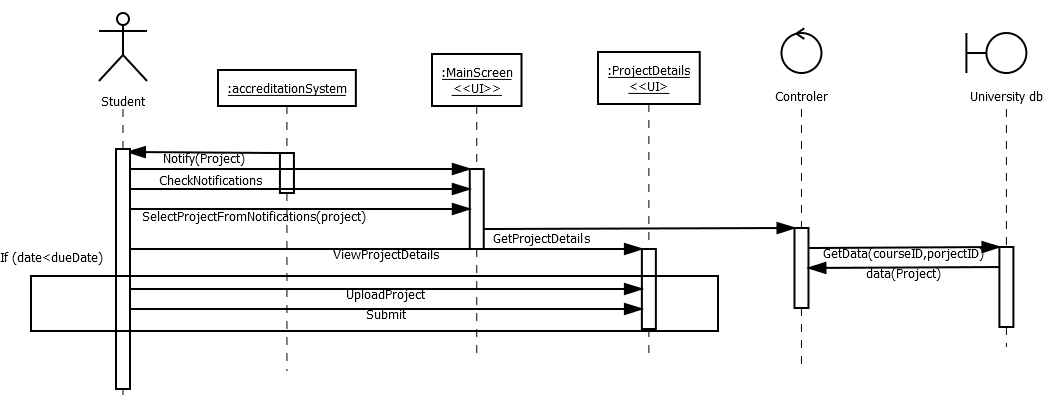 Student
:accreditationSystem
:MainScreen
<<UI>>
:ProjectDetails
<<UI>
Controler
University db
Notify(Project)
CheckNotifications
SelectProjectFromNotifications(project)
GetProjectDetails
ViewProjectDetails
GetData(courseID,porjectID)
If (date<dueDate)
data(Project)
UploadProject
Submit